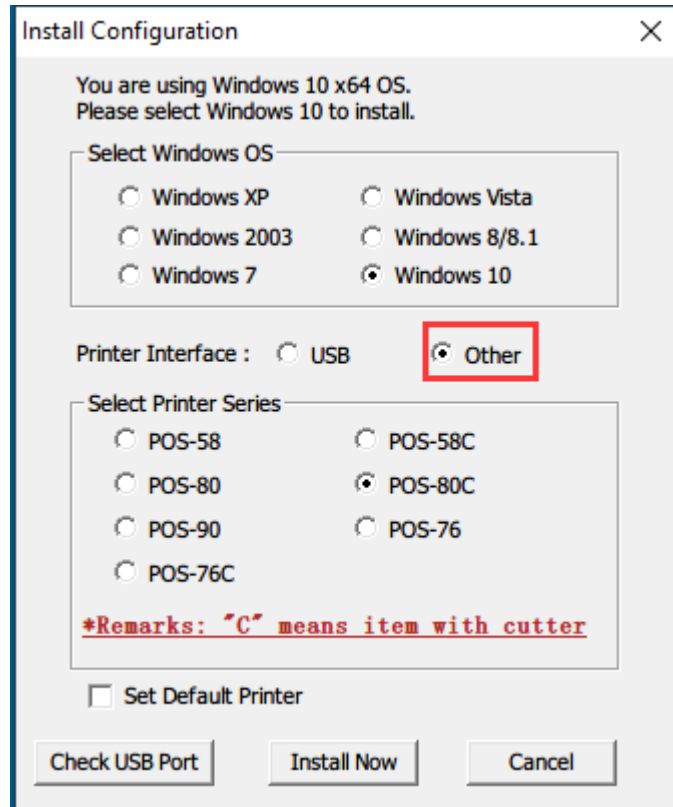 Install Configuration
You are using Windows 10 x64 OS.
Please select Windows 10 to install.
Select Windows OS
Windows XP
Windows Vista
Windows 2003
Windows 8/8.1
Windows 7
Windows 10
Printer Interface : USB Other
Select Printer Series
POS-58
POS-58C
POS-80
POS-80C
POS-90
POS-76
POS-76C
*Remarks: "C" means item with cutter
Set Default Printer
Check USB Port
Install Now
Cancel